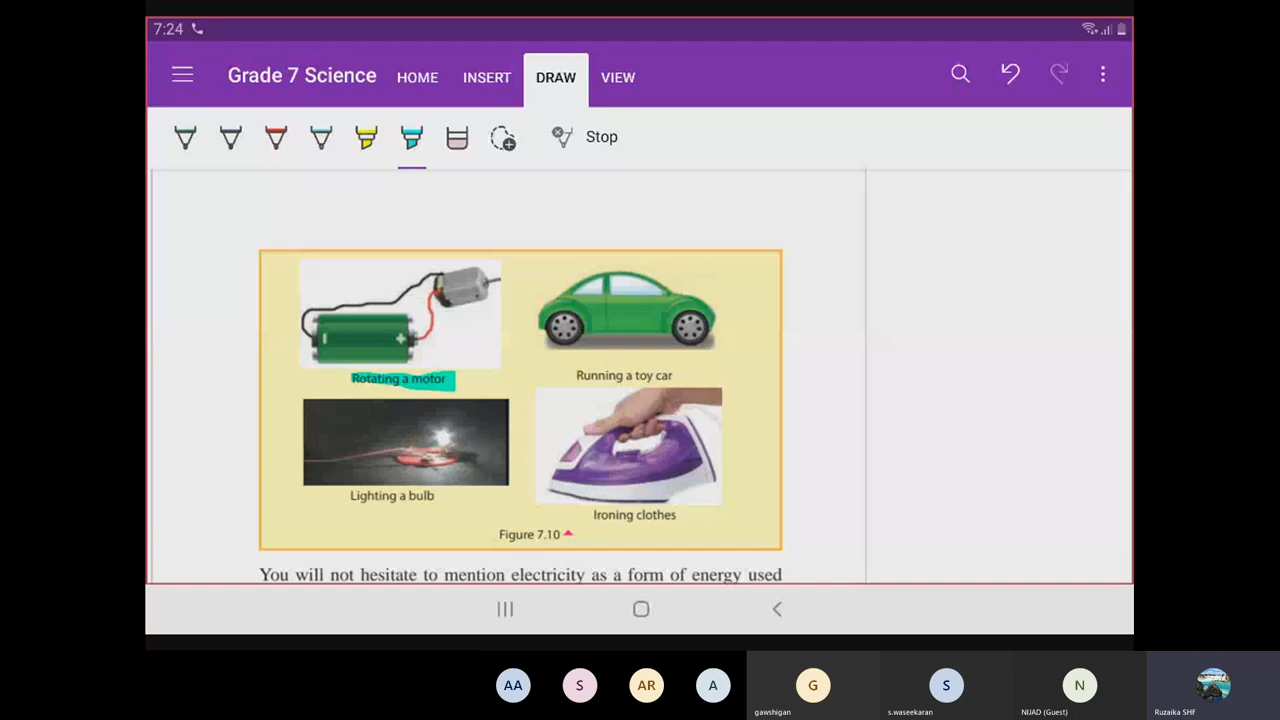 7:24
Grade 7 Science HOME INSERT DRAW VIEW
Stop
Rotating a motor
Running a toy car
Lighting a bulb
Ironing clothes
Figure 7.10
You will not hesitate to mention electricity as a form of energy used
AA S AR A G S N
gawshigan s.waseekaran NIJAD (Guest) Ruzaika SHF